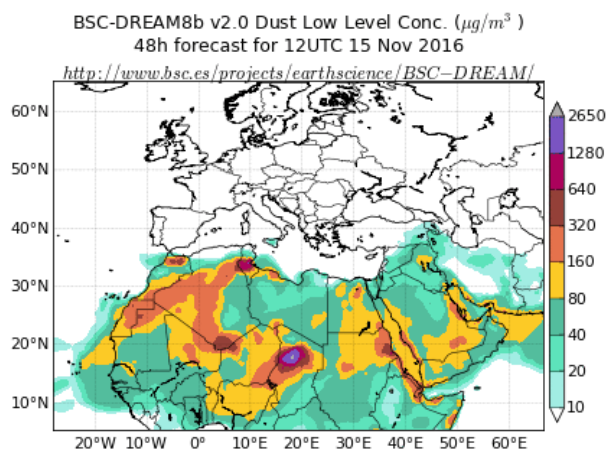 BSC-DREAM8b v2.0 Dust Low Level Conc. (μg/m³ )
48h forecast for 12UTC 15 Nov 2016
http://www.bsc.es/projects/earthscience/BSC−DREAM/
60°N
50°N
40°N
30°N
20°N
10°N
20°W 10°W 0° 10°E 20°E 30°E 40°E 50°E 60°E
2650
1280
640
320
160
80
40
20
10